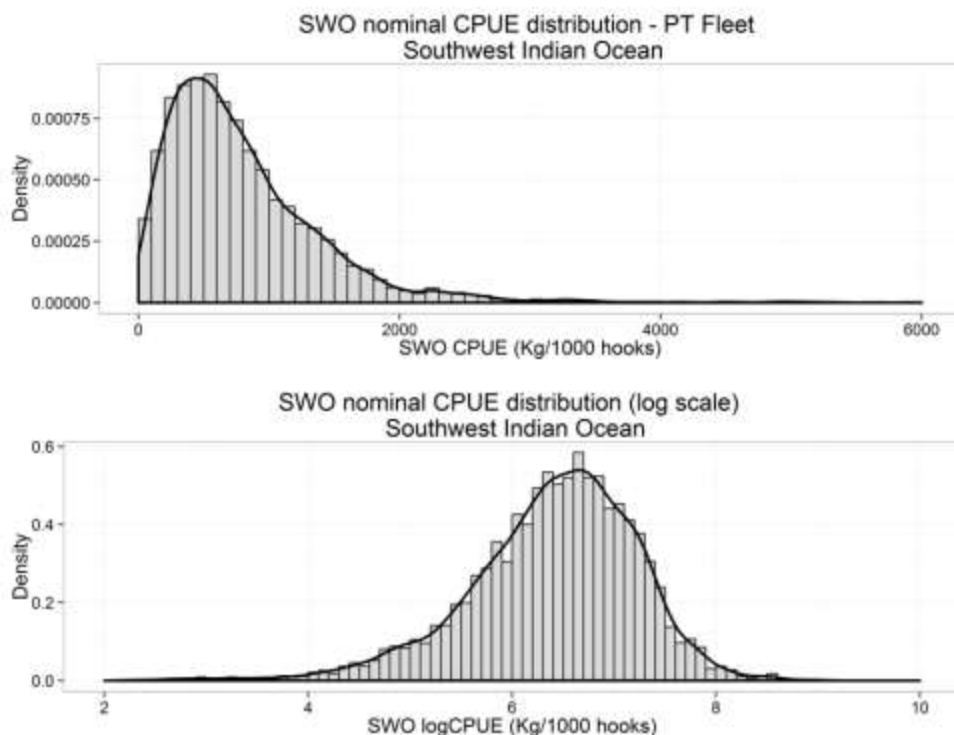 SWO nominal CPUE distribution - PT Fleet
Southwest Indian Ocean
Density
0.00075
0.00050
0.00025
0.00000
0 2000 4000 6000
SWO CPUE (Kg/1000 hooks)
SWO nominal CPUE distribution (log scale)
Southwest Indian Ocean
Density
0.6
0.4
0.2
0.0
2 4 6 8 10
SWO logCPUE (Kg/1000 hooks)